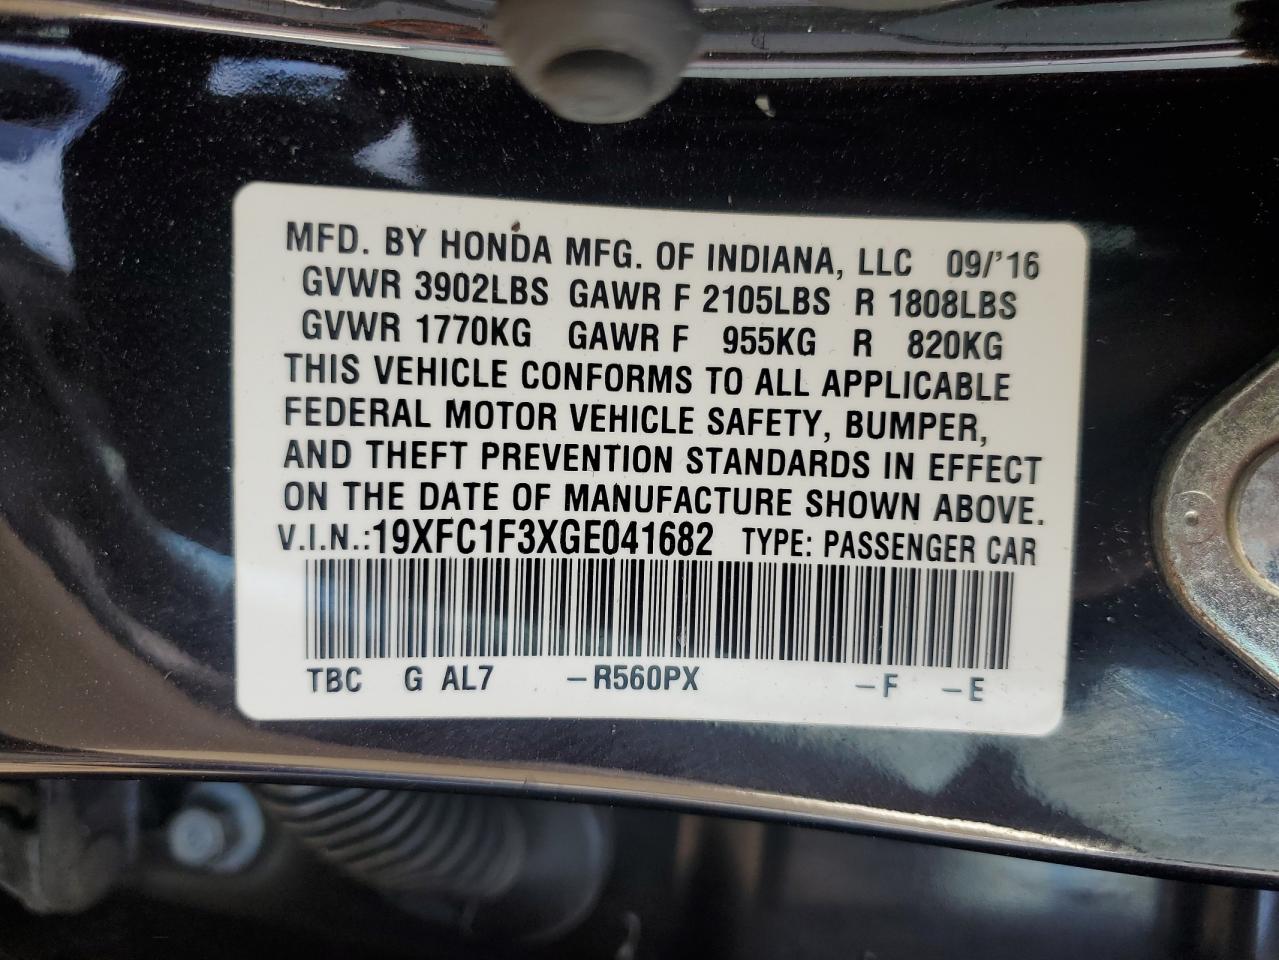 MFD. BY HONDA MFG. OF INDIANA, LLC 09/'16
GVWR 3902LBS GAWR F 2105LBS R 1808LBS
GVWR 1770KG GAWR F 955KG R 820KG
THIS VEHICLE CONFORMS TO ALL APPLICABLE
FEDERAL MOTOR VEHICLE SAFETY, BUMPER,
AND THEFT PREVENTION STANDARDS IN EFFECT
ON THE DATE OF MANUFACTURE SHOWN ABOVE.
V.I.N.:19XFC1F3XGE041682 TYPE: PASSENGER CAR
TBC G AL7 –R560PX –F –E